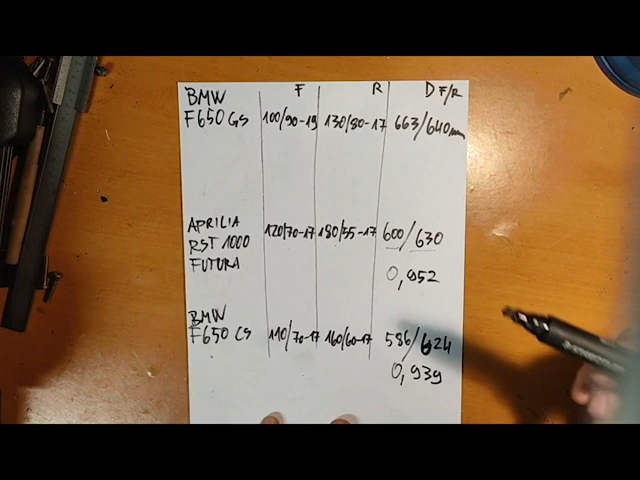 F R D F/R
BMW
F650 GS 100/90-19 130/80-17 663/640mm
APRILIA
RST 1000 120/70-17 180/55-17 600/630
FUTURA
0,952
BMW
F650 CS 110/70-17 160/60-17 586/624
0,939